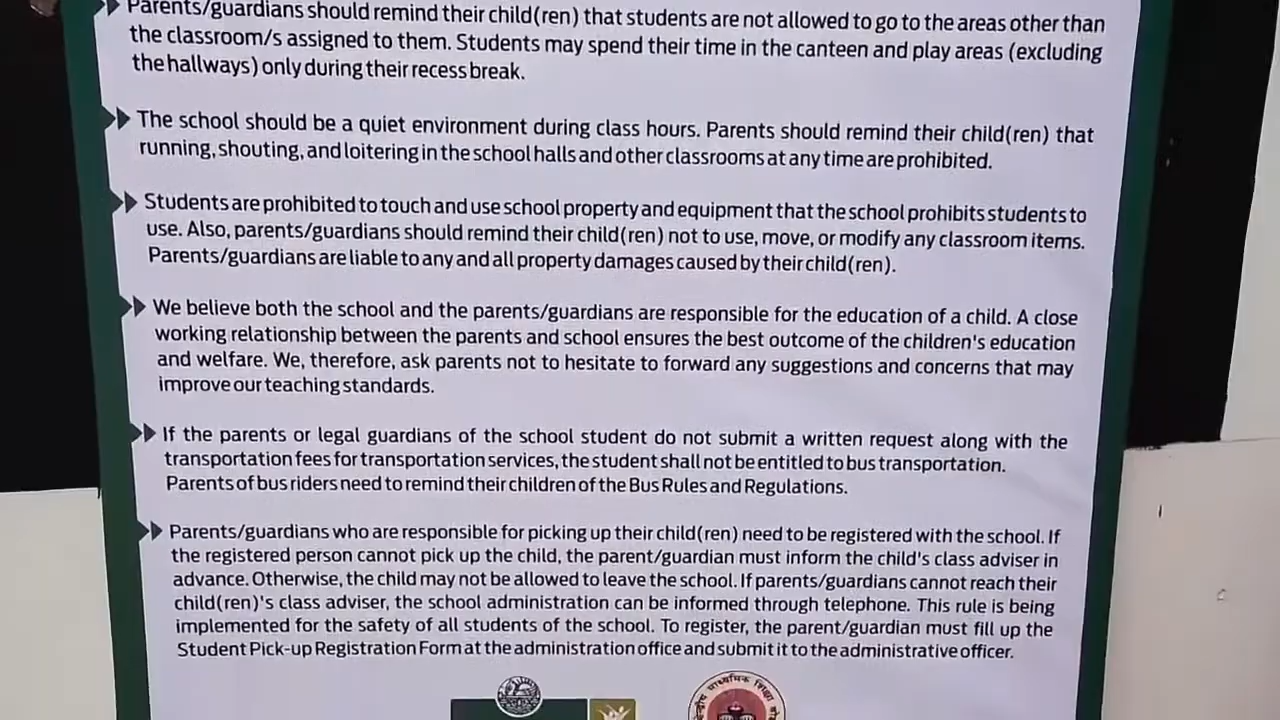 Parents/guardians should remind their child(ren) that students are not allowed to go to the areas other than
the classroom/s assigned to them. Students may spend their time in the canteen and play areas (excluding
the hallways) only during their recess break.
The school should be a quiet environment during class hours. Parents should remind their child(ren) that
running, shouting, and loitering in the school halls and other classrooms at any time are prohibited.
Students are prohibited to touch and use school property and equipment that the school prohibits students to
use. Also, parents/guardians should remind their child(ren) not to use, move, or modify any classroom items.
Parents/guardians are liable to any and all property damages caused by their child(ren).
We believe both the school and the parents/guardians are responsible for the education of a child. A close
working relationship between the parents and school ensures the best outcome of the children's education
and welfare. We, therefore, ask parents not to hesitate to forward any suggestions and concerns that may
improve our teaching standards.
If the parents or legal guardians of the school student do not submit a written request along with the
transportation fees for transportation services, the student shall not be entitled to bus transportation.
Parents of bus riders need to remind their children of the Bus Rules and Regulations.
Parents/guardians who are responsible for picking up their child(ren) need to be registered with the school. If
the registered person cannot pick up the child, the parent/guardian must inform the child's class adviser in
advance. Otherwise, the child may not be allowed to leave the school. If parents/guardians cannot reach their
child(ren)'s class adviser, the school administration can be informed through telephone. This rule is being
implemented for the safety of all students of the school. To register, the parent/guardian must fill up the
Student Pick-up Registration Form at the administration office and submit it to the administrative officer.
माध्यमिक शिक्षा